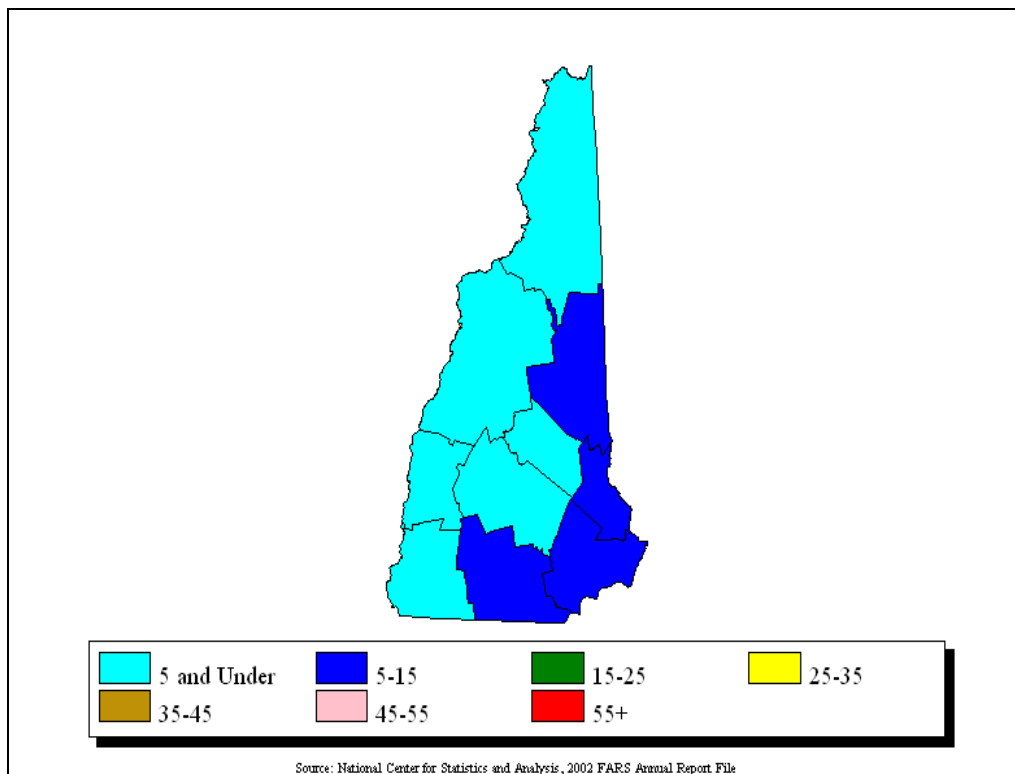 5 and Under 5-15 15-25 25-35
35-45 45-55 55+
Source: National Center for Statistics and Analysis, 2002 FARS Annual Report File